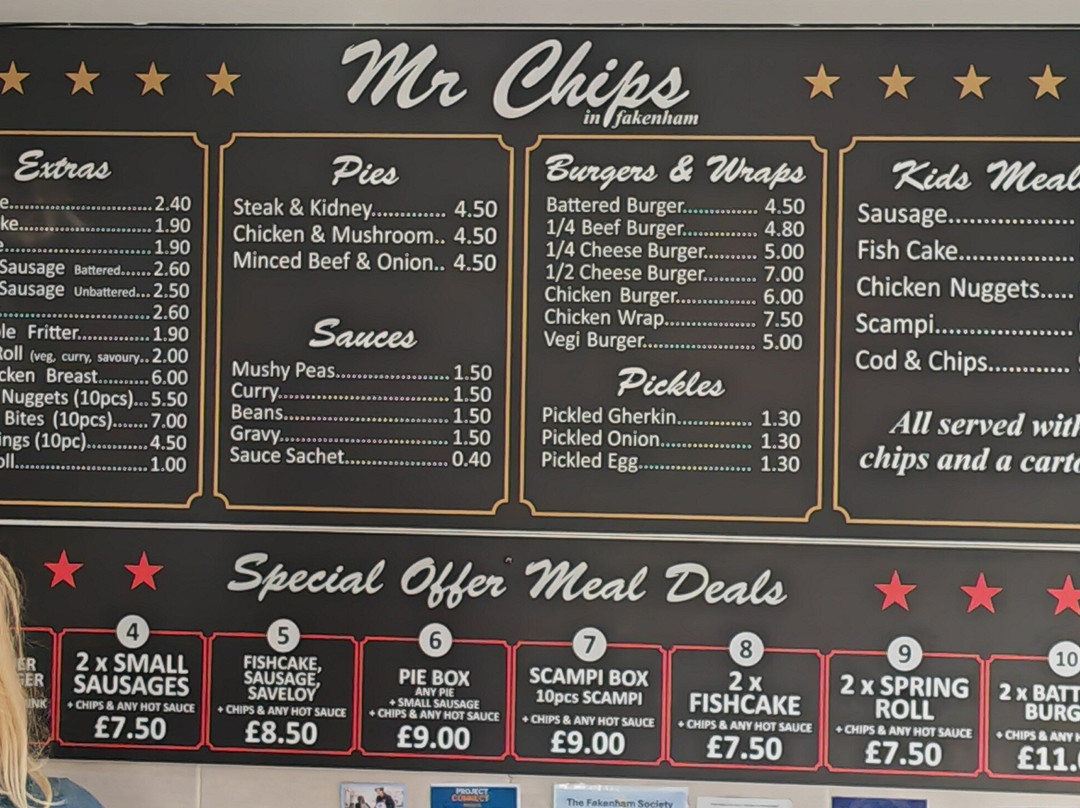 Mr Chips
in fakenham
Extras
2.40
1.90
1.90
Sausage Battered...... 2.60
Sausage Unbattered... 2.50
2.60
Fritter............. 1.90
(veg, curry, savoury.. 2.00
Breast.......... 6.00
Nuggets (10pcs)... 5.50
Bites (10pcs)....... 7.00
(10pc)............ 4.50
1.00
Pies
Steak & Kidney............. 4.50
Chicken & Mushroom.. 4.50
Minced Beef & Onion.. 4.50
Sauces
Mushy Peas...................... 1.50
Curry................................. 1.50
Beans................................ 1.50
Gravy................................. 1.50
Sauce Sachet.................... 0.40
Burgers & Wraps
Battered Burger.............. 4.50
1/4 Beef Burger.............. 4.80
1/4 Cheese Burger.......... 5.00
1/2 Cheese Burger.......... 7.00
Chicken Burger............... 6.00
Chicken Wrap.................. 7.50
Vegi Burger...................... 5.00
Pickles
Pickled Gherkin.............. 1.30
Pickled Onion................. 1.30
Pickled Egg..................... 1.30
Kids
Sausage..................
Fish Cake................
Chicken Nuggets.....
Scampi....................
Cod & Chips............
All served
chips and a
Special Offer Meal Deals
4
2 x SMALL
SAUSAGES
+ CHIPS & ANY HOT SAUCE
£7.50
5
FISHCAKE,
SAUSAGE,
SAVELOY
+ CHIPS & ANY HOT SAUCE
£8.50
6
PIE BOX
ANY PIE
+ SMALL SAUSAGE
+ CHIPS & ANY HOT SAUCE
£9.00
7
SCAMPI BOX
10pcs SCAMPI
+ CHIPS & ANY HOT SAUCE
£9.00
8
2 x
FISHCAKE
+ CHIPS & ANY HOT SAUCE
£7.50
9
2 x SPRING
ROLL
+ CHIPS & ANY HOT SAUCE
£7.50
10
2 x
+ CHIPS & ANY
PROJECT
CONNECT
The Fakenham Society